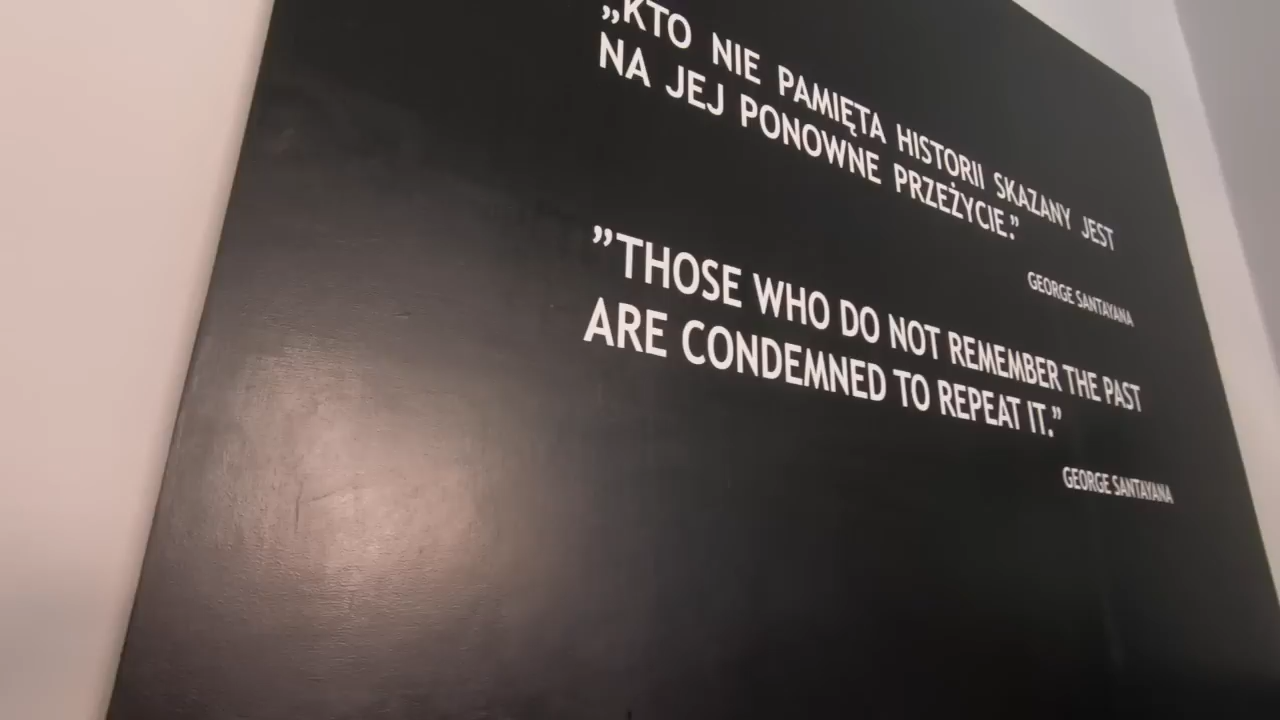 „KTO NIE PAMIĘTA HISTORII SKAZANY JEST
NA JEJ PONOWNE PRZEŻYCIE.”
GEORGE SANTAYANA
”THOSE WHO DO NOT REMEMBER THE PAST
ARE CONDEMNED TO REPEAT IT.”
GEORGE SANTAYANA